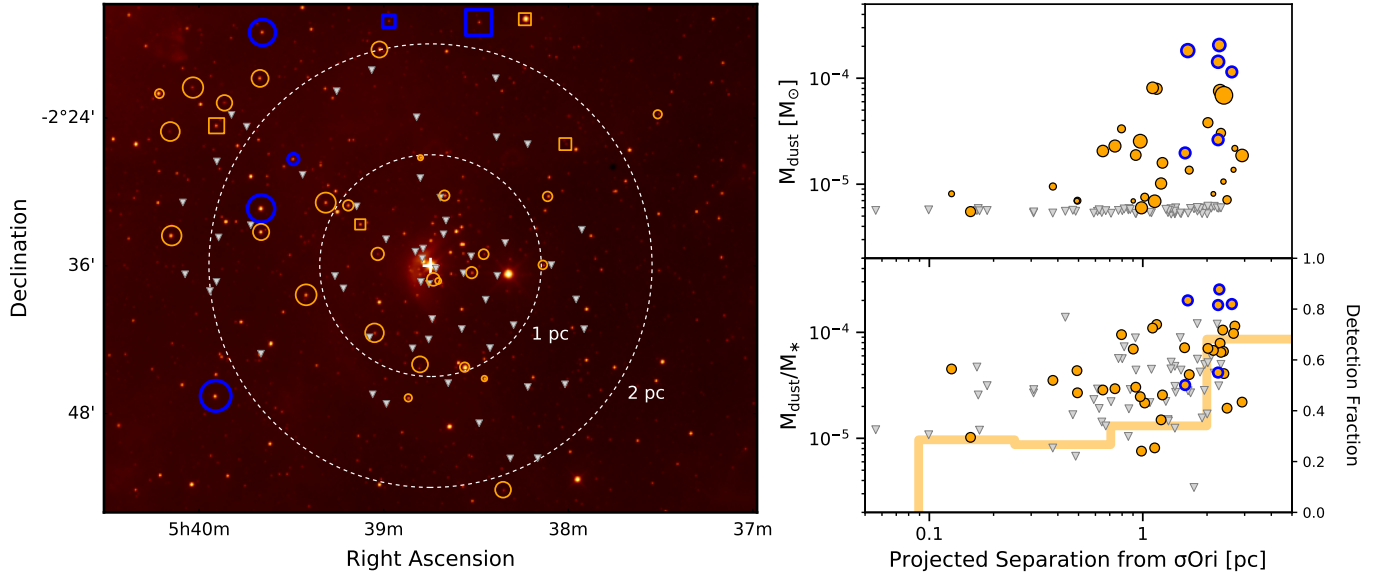 Declination
-2°24'
36'
48'
1 pc
2 pc
5h40m
39m
38m
37m
Right Ascension
M_dust [M_⊙]
10^−4
10^−5
M_dust/M_*
10^−4
10^−5
0.1
1
Projected Separation from σOri [pc]
1.0
0.8
0.6
0.4
0.2
0.0
Detection Fraction